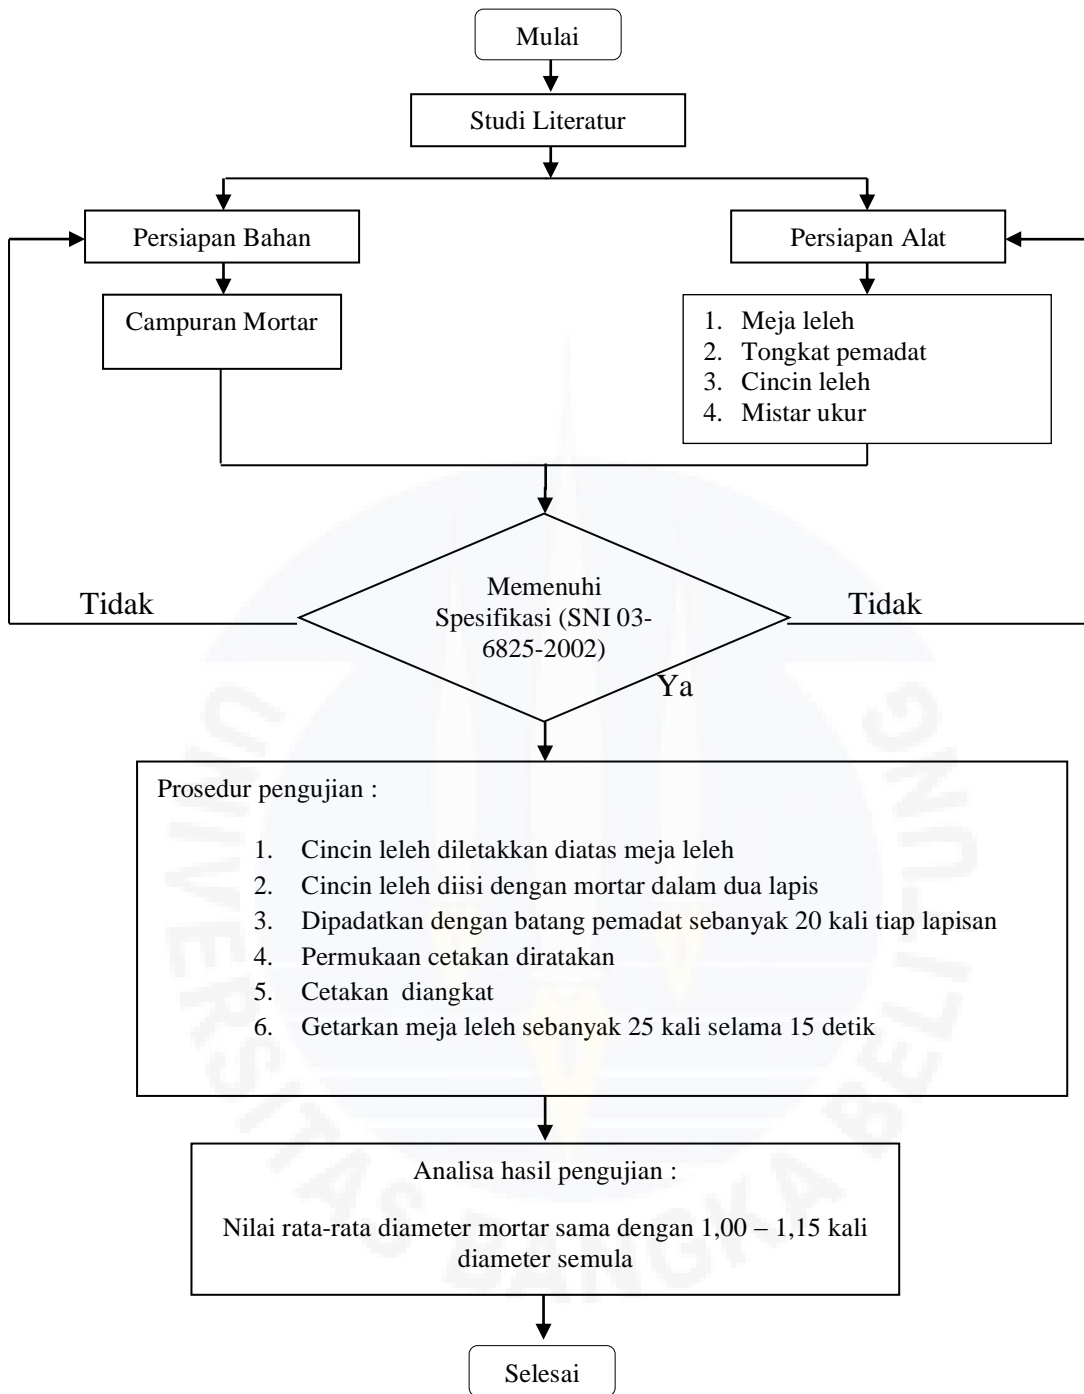 Mulai
Studi Literatur
Persiapan Bahan
Persiapan Alat
Campuran Mortar
1. Meja leleh
2. Tongkat pemadat
3. Cincin leleh
4. Mistar ukur
Memenuhi
Spesifikasi (SNI 03-
6825-2002)
Tidak
Tidak
Ya
Prosedur pengujian :
1. Cincin leleh diletakkan diatas meja leleh
2. Cincin leleh diisi dengan mortar dalam dua lapis
3. Dipadatkan dengan batang pemadat sebanyak 20 kali tiap lapisan
4. Permukaan cetakan diratakan
5. Cetakan diangkat
6. Getarkan meja leleh sebanyak 25 kali selama 15 detik
Analisa hasil pengujian :
Nilai rata-rata diameter mortar sama dengan 1,00 – 1,15 kali
diameter semula
Selesai
UNIVERSITAS BANGKA BELITUNG